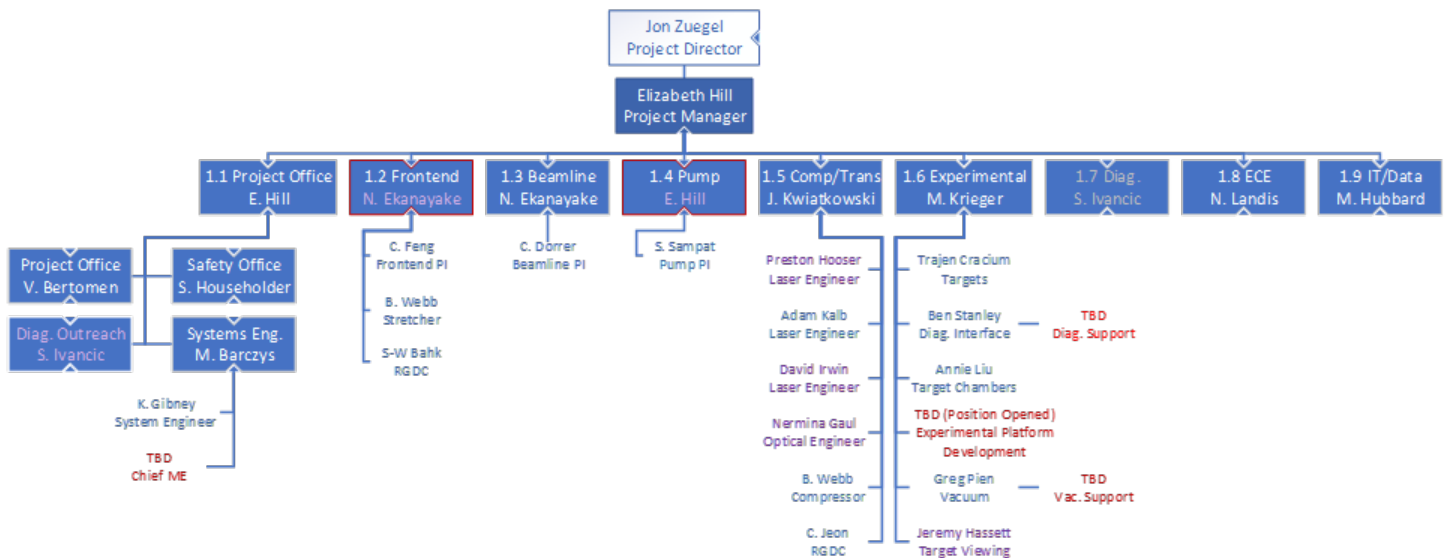 Jon Zuegel
Project Director
Elizabeth Hill
Project Manager
1.1 Project Office
E. Hill
1.2 Frontend
N. Ekanayake
1.3 Beamline
N. Ekanayake
1.4 Pump
E. Hill
1.5 Comp/Trans
J. Kwiatkowski
1.6 Experimental
M. Krieger
1.7 Diag.
S. Ivancic
1.8 ECE
N. Landis
1.9 IT/Data
M. Hubbard
Project Office
V. Bertomen
Safety Office
S. Householder
Diag. Outreach
S. Ivancic
Systems Eng.
M. Barczys
K. Gibney
System Engineer
TBD
Chief ME
C. Feng
Frontend PI
B. Webb
Stretcher
S-W Bahk
RGDC
C. Dorrer
Beamline PI
S. Sampat
Pump PI
Preston Hooser
Laser Engineer
Adam Kalb
Laser Engineer
David Irwin
Laser Engineer
Nermina Gaul
Optical Engineer
B. Webb
Compressor
C. Jeon
RGDC
Trajen Cracium
Targets
Ben Stanley
Diag. Interface
TBD
Diag. Support
Annie Liu
Target Chambers
TBD (Position Opened)
Experimental Platform
Development
Greg Pien
Vacuum
TBD
Vac. Support
Jeremy Hassett
Target Viewing